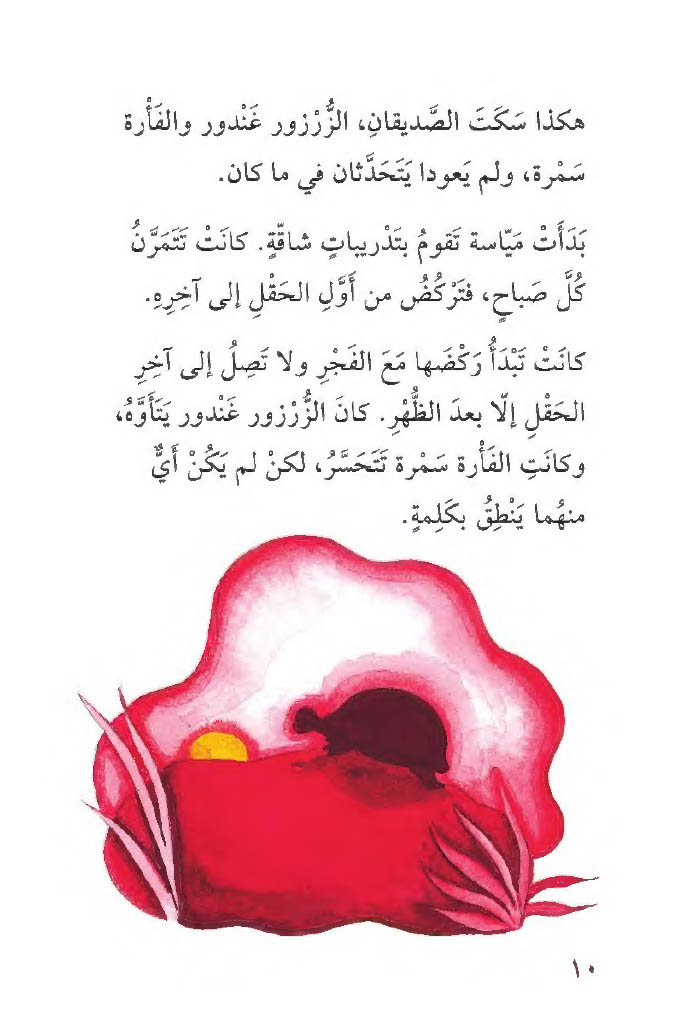 هكذا سَكَتَ الصَّديقانِ، الزُّرْزور غَنْدور والفَأْرة
سَمْرة، ولم يَعودا يَتَحَدَّثان في ما كان.
بَدَأَتْ مَيّاسة تَقومُ بتَدْريباتٍ شاقّةٍ. كانَتْ تَتَمَرَّنُ
كُلَّ صَباحٍ، فتَرْكُضُ من أَوَّلِ الحَقْلِ إلى آخِرِهِ.
كانَتْ تَبْدَأُ رَكْضَها مَعَ الفَجْرِ ولا تَصِلُ إلى آخِرِ
الحَقْلِ إلّا بعدَ الظُّهْرِ. كانَ الزُّرْزور غَنْدور يَتَأَوَّهُ،
وكانَتِ الفَأْرة سَمْرة تَتَحَسَّرُ، لكنْ لم يَكُنْ أَيٌّ
منهُما يَنْطِقُ بكَلِمةٍ.
١٠